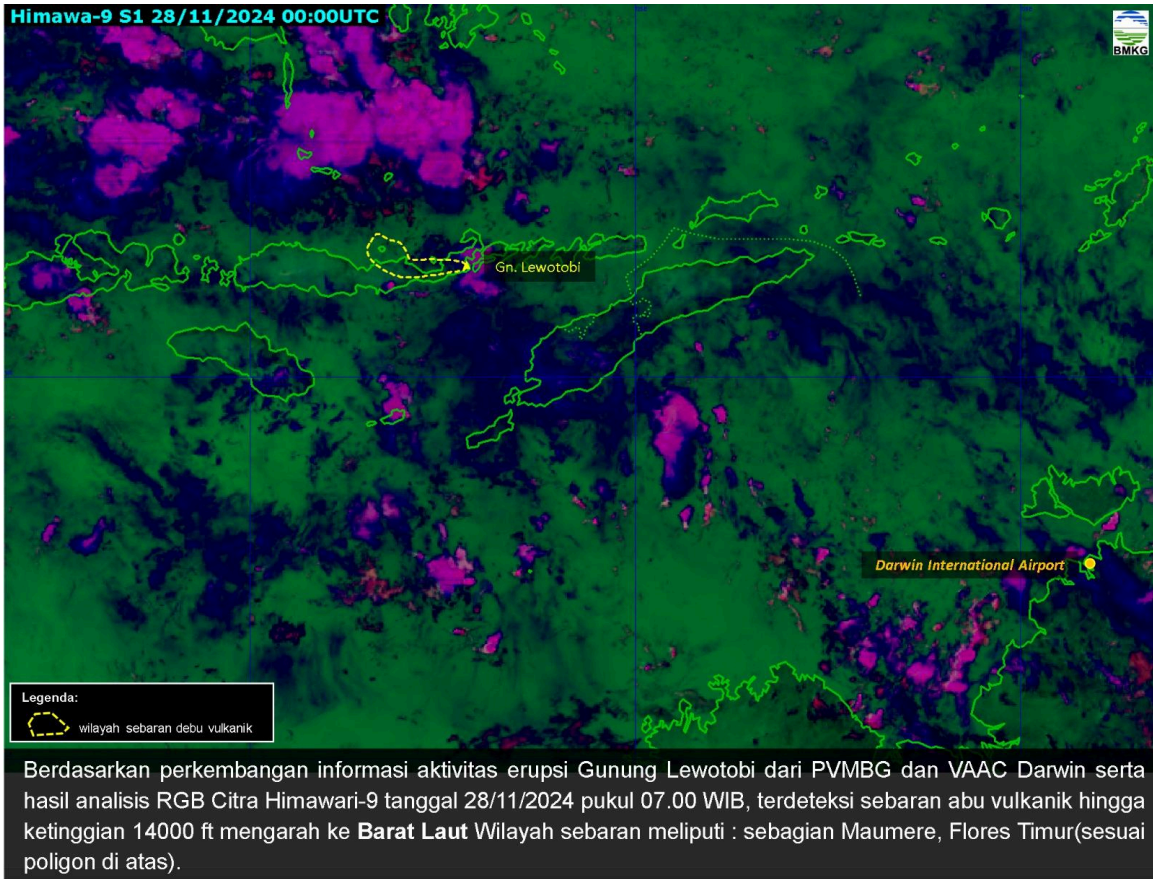 Himawa-9 S1 28/11/2024 00:00UTC
BMKG
Gn. Lewotobi
Darwin International Airport
Legenda:
wilayah sebaran debu vulkanik
Berdasarkan perkembangan informasi aktivitas erupsi Gunung Lewotobi dari PVMBG dan VAAC Darwin serta
hasil analisis RGB Citra Himawari-9 tanggal 28/11/2024 pukul 07.00 WIB, terdeteksi sebaran abu vulkanik hingga
ketinggian 14000 ft mengarah ke Barat Laut Wilayah sebaran meliputi : sebagian Maumere, Flores Timur(sesuai
poligon di atas).